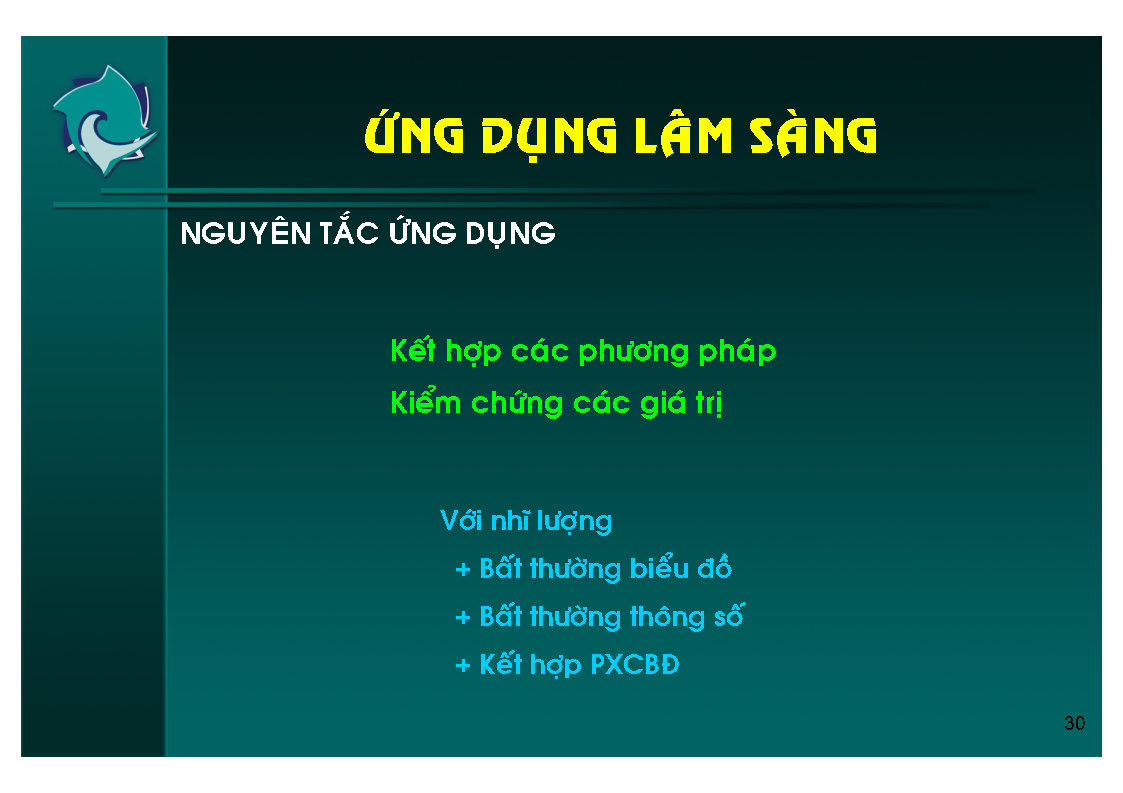 ỨNG DỤNG LÂM SÀNG
NGUYÊN TẮC ỨNG DỤNG
Kết hợp các phương pháp
Kiểm chứng các giá trị
Với nhĩ lượng
+ Bất thường biểu đồ
+ Bất thường thông số
+ Kết hợp PXCBĐ
30